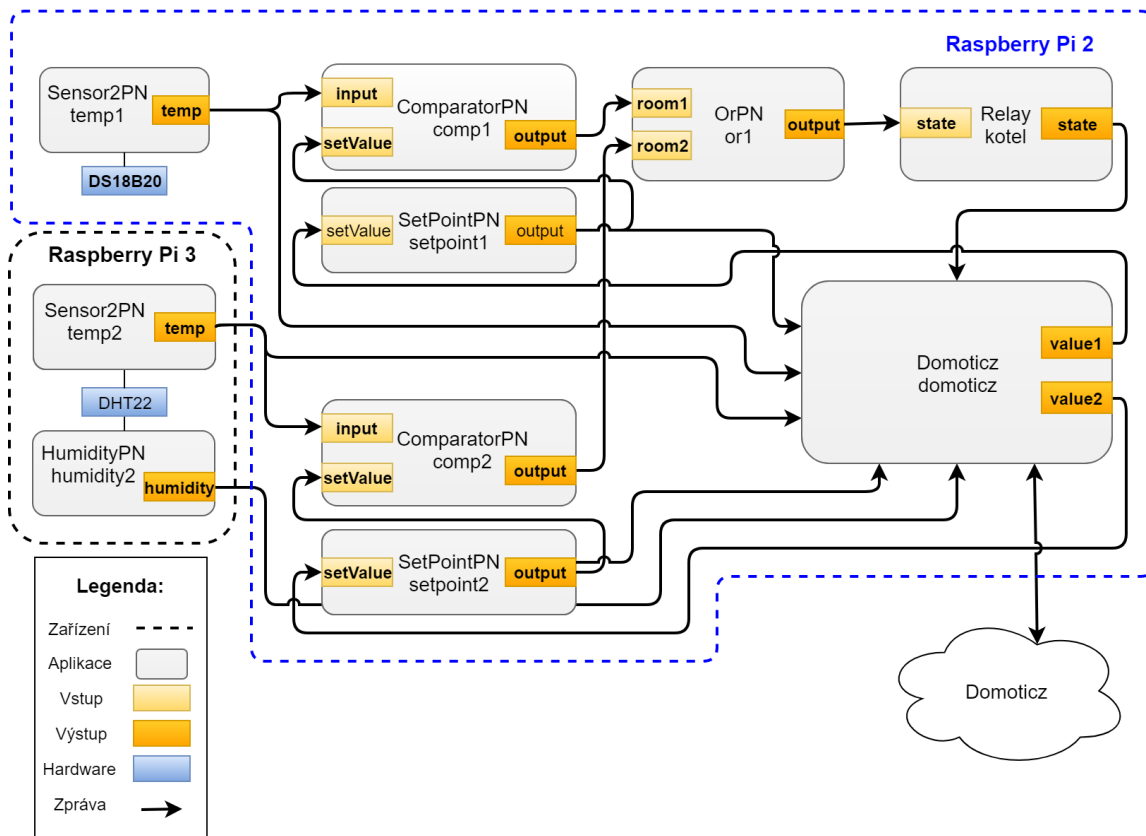 Raspberry Pi 2
Sensor2PN
temp1
temp
DS18B20
input
setValue
ComparatorPN
comp1
output
room1
room2
OrPN
or1
output
state
Relay
kotel
state
setValue
SetPointPN
setpoint1
output
Raspberry Pi 3
Sensor2PN
temp2
temp
DHT22
HumidityPN
humidity2
humidity
input
setValue
ComparatorPN
comp2
output
setValue
SetPointPN
setpoint2
output
Domoticz
domoticz
value1
value2
Domoticz
Legenda:
Zařízení
Aplikace
Vstup
Výstup
Hardware
Zpráva